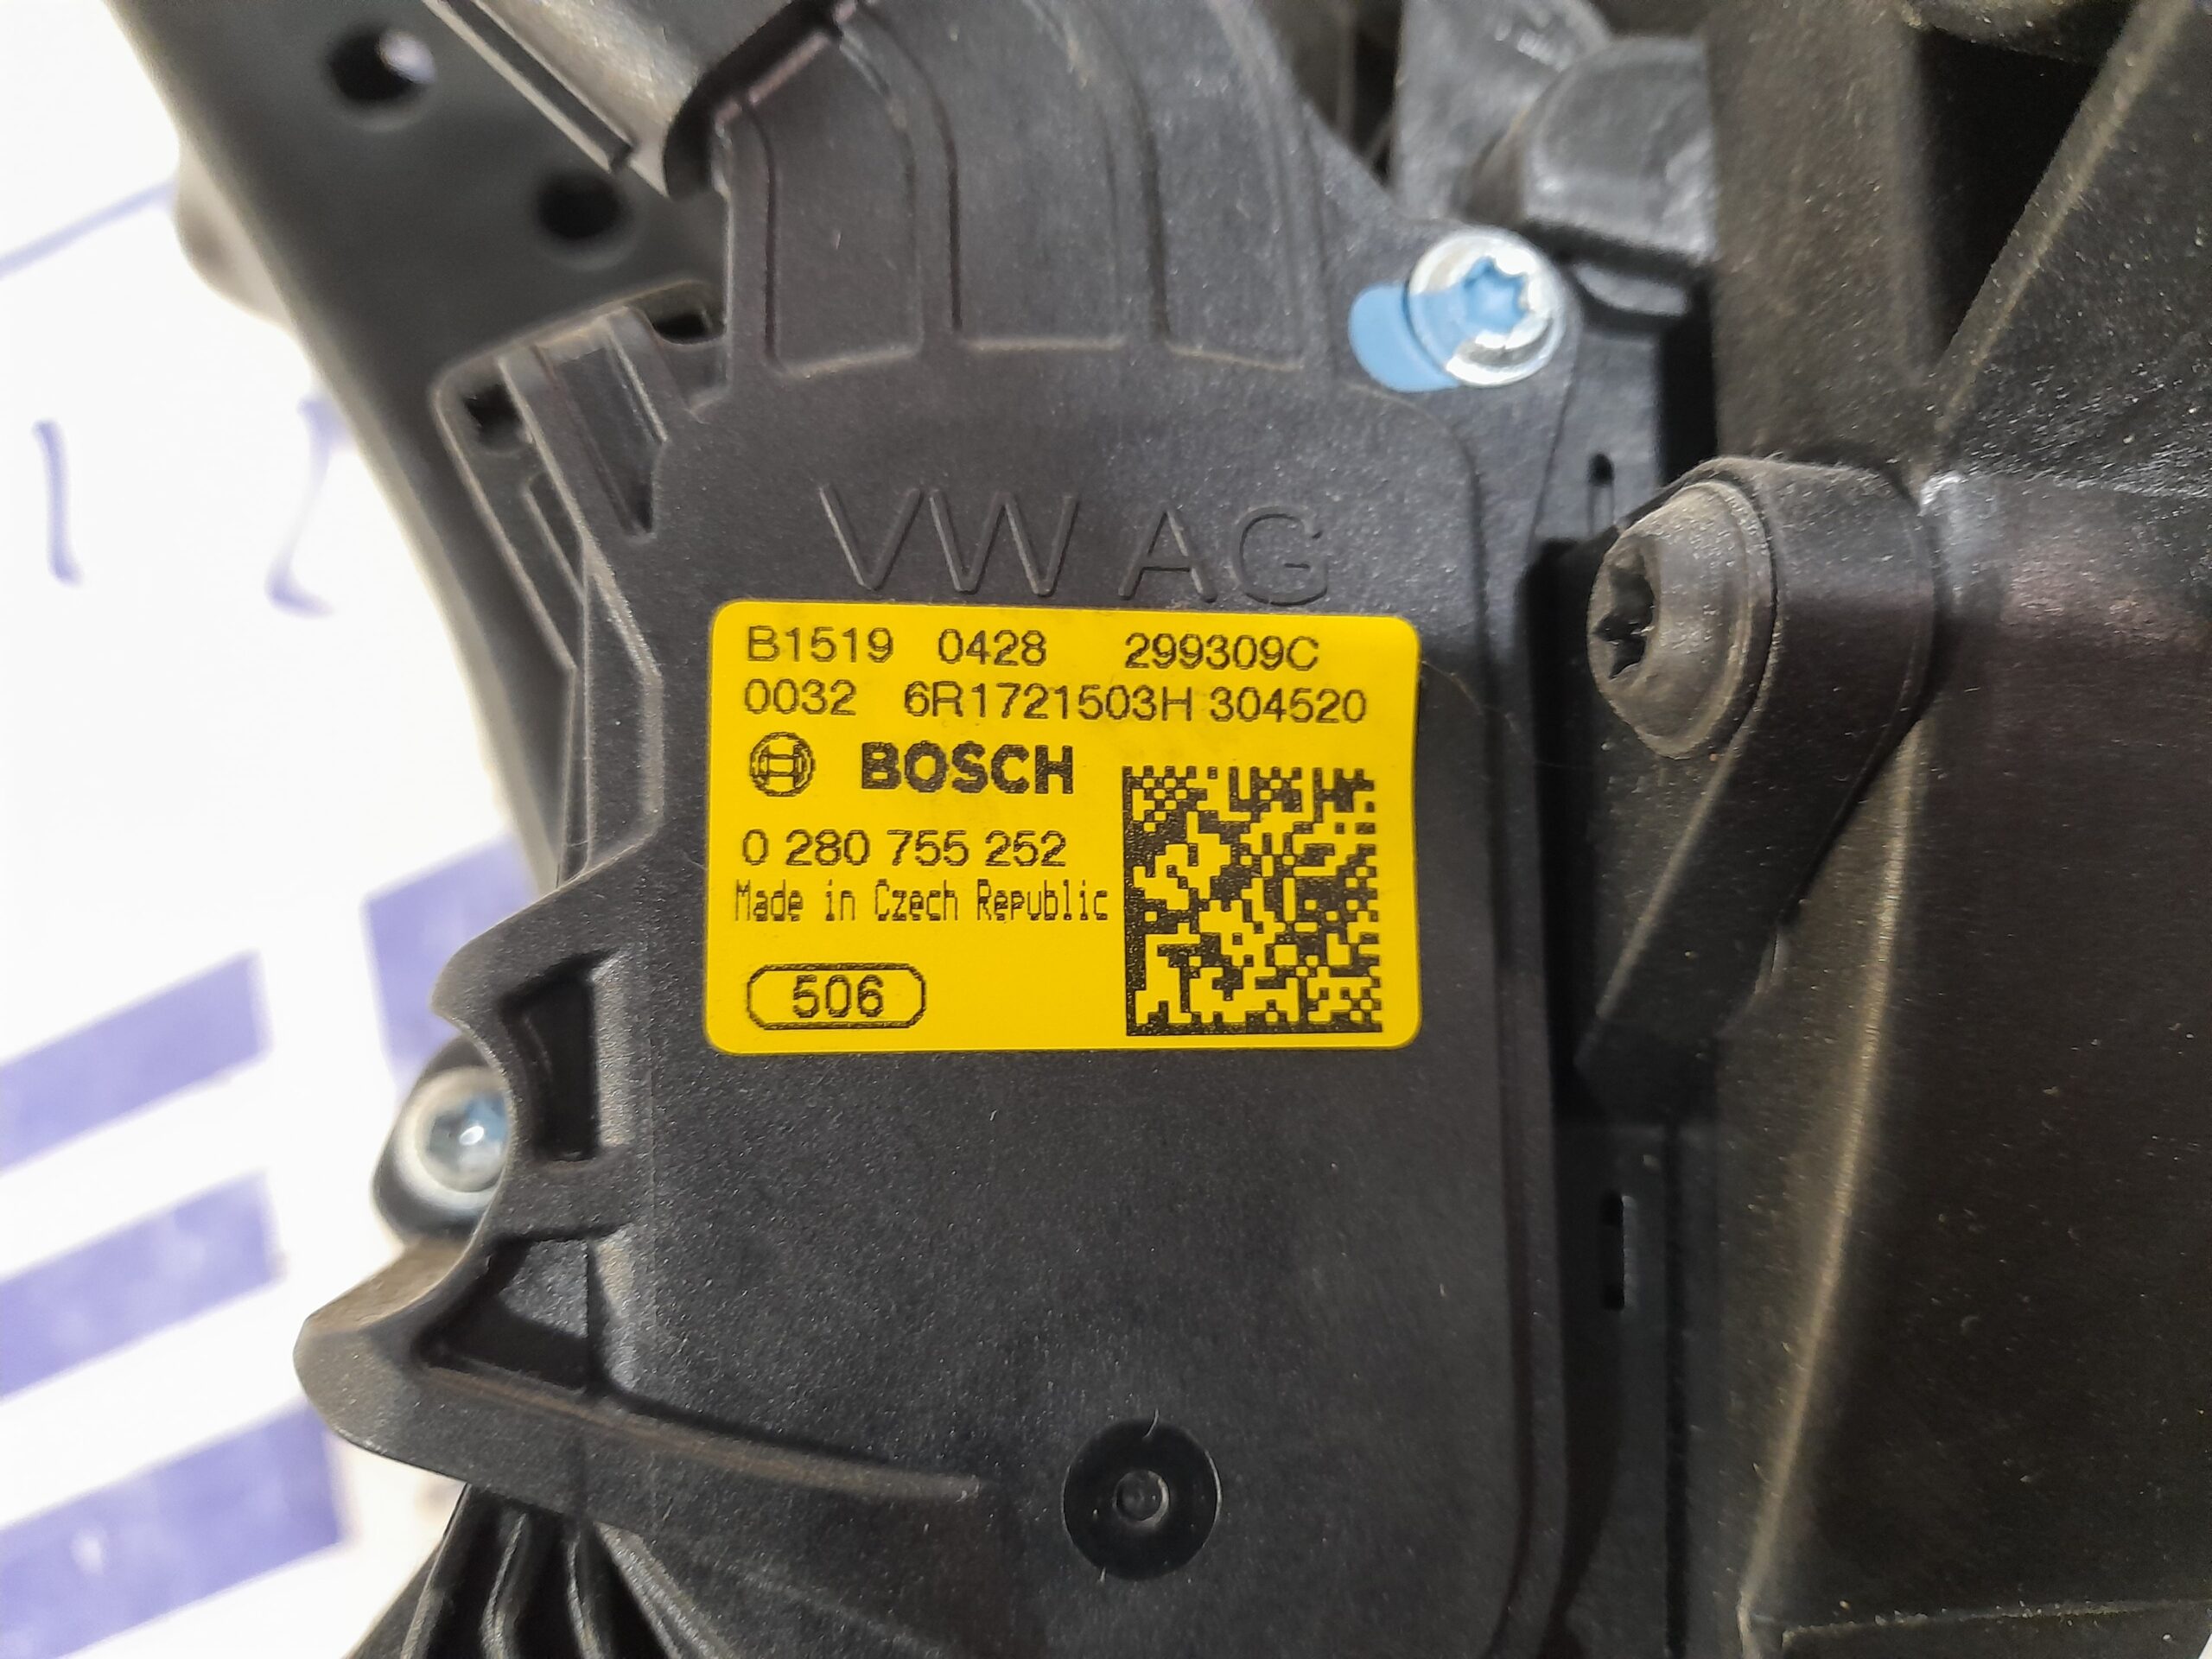 VW AG
B1519 0428 299309C
0032 6R1721503H 304520
BOSCH
0 280 755 252
Made in Czech Republic
506